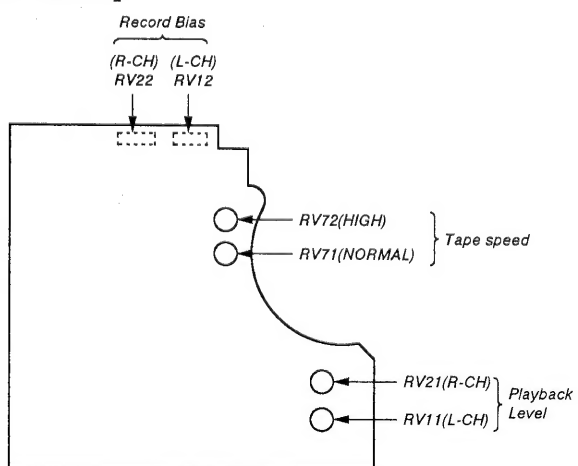 Record Bias
(R-CH) (L-CH)
RV22 RV12
RV72(HIGH)
RV71(NORMAL)
Tape speed
RV21(R-CH)
RV11(L-CH)
Playback
Level